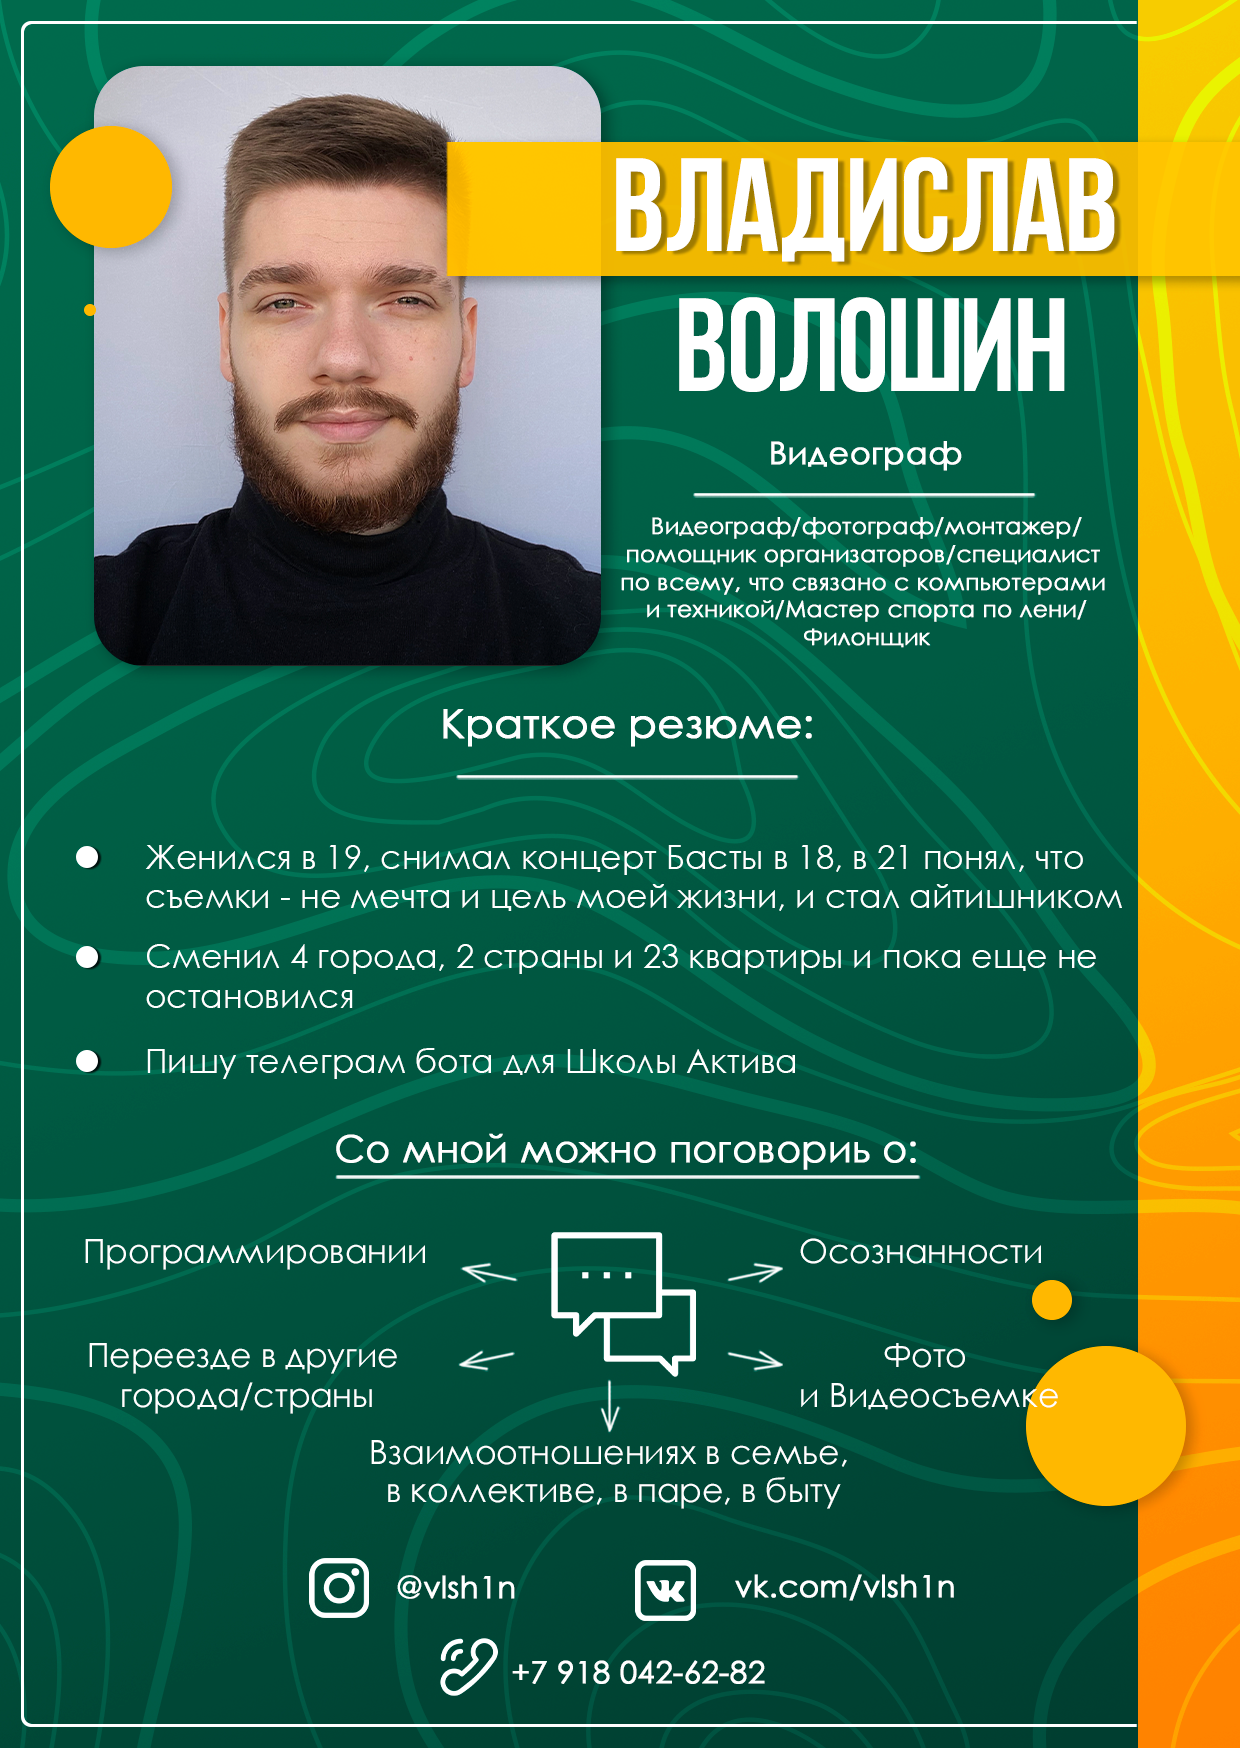 ВЛАДИСЛАВ
ВОЛОШИН
Видеограф
Видеограф/фотограф/монтажер/
помощник организаторов/специалист
по всему, что связано с компьютерами
и техникой/Мастер спорта по лени/
Филонщик
Краткое резюме:
Женился в 19, снимал концерт Басты в 18, в 21 понял, что
съемки - не мечта и цель моей жизни, и стал айтишником
Сменил 4 города, 2 страны и 23 квартиры и пока еще не
остановился
Пишу телеграм бота для Школы Актива
Со мной можно поговориь о:
Программировании
Осознанности
Переезде в другие
города/страны
Фото
и Видеосъемке
Взаимоотношениях в семье,
в коллективе, в паре, в быту
@vlsh1n
vk.com/vlsh1n
+7 918 042-62-82